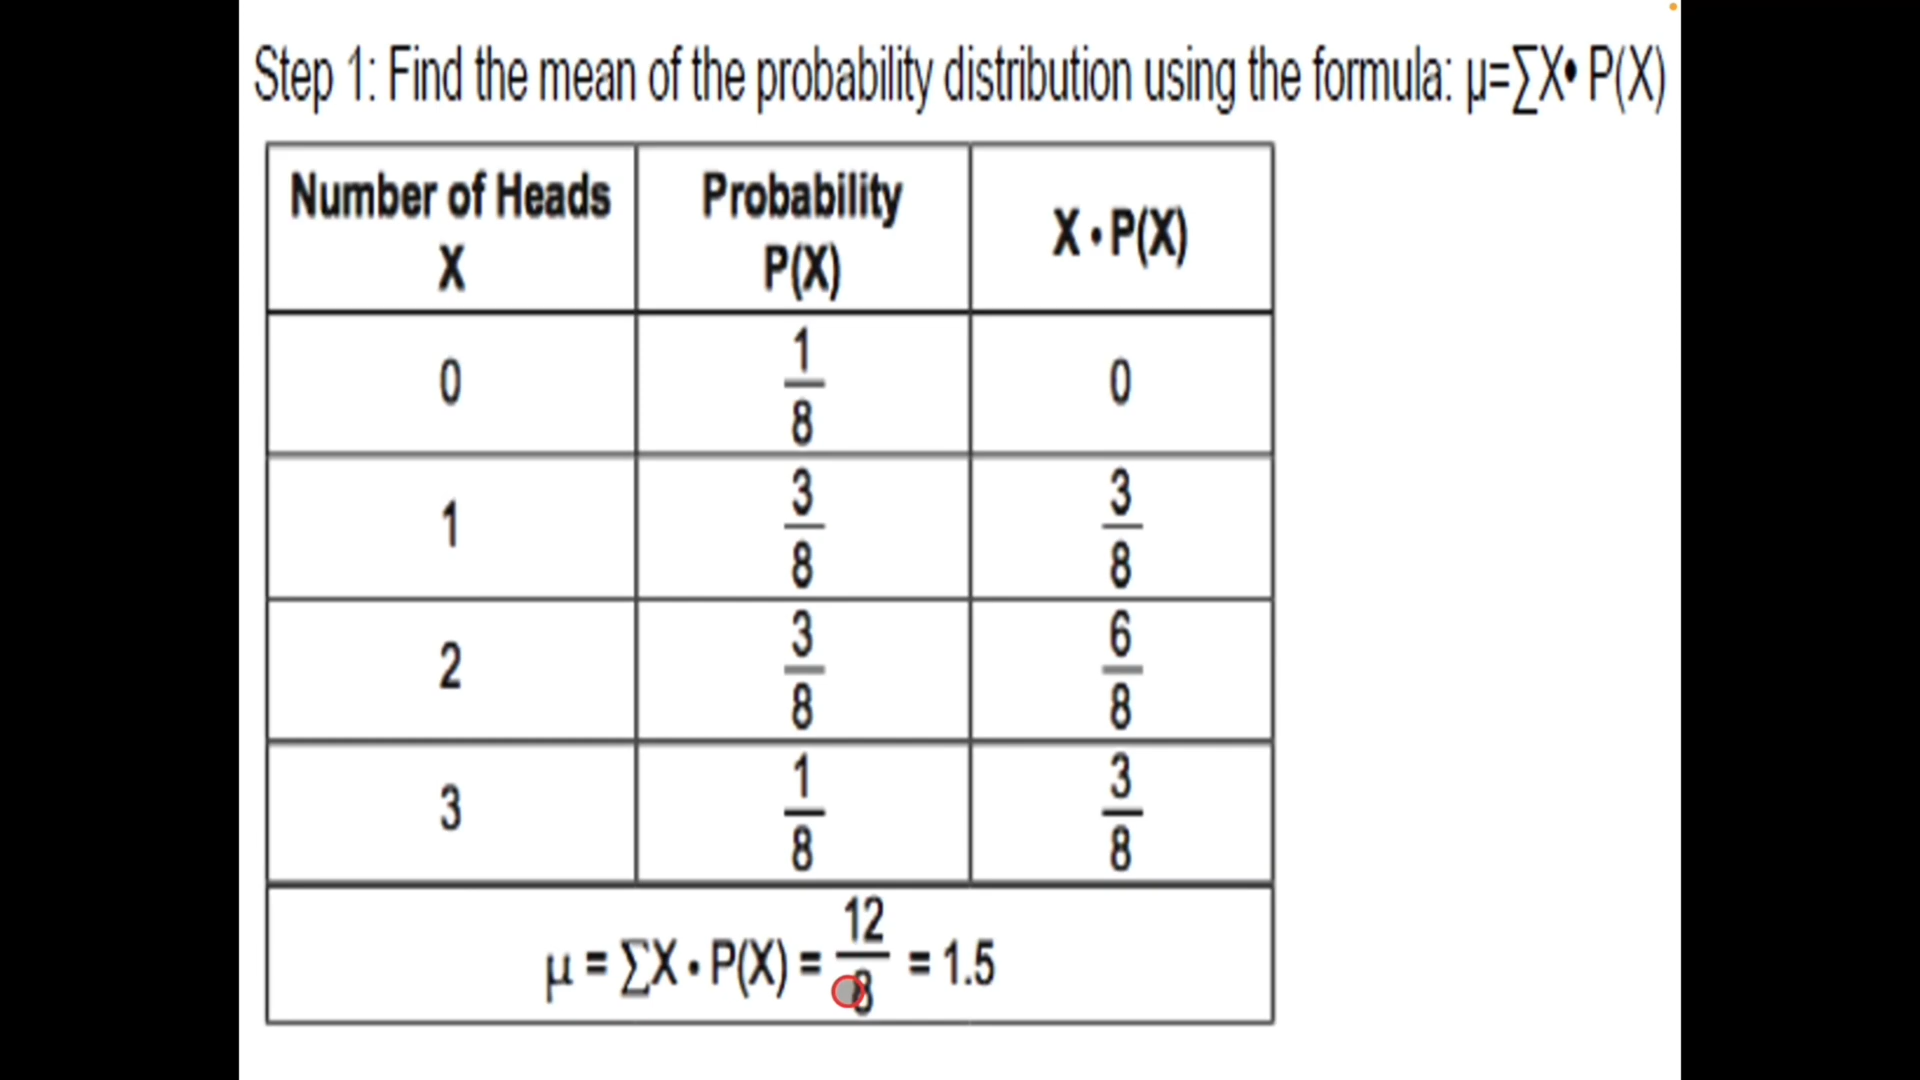 Step 1: Find the mean of the probability distribution using the formula: μ=∑X• P(X)
Number of Heads
X
Probability
P(X)
X • P(X)
0
1
8
0
1
3
8
3
8
2
3
8
6
8
3
1
8
3
8
μ = ∑X • P(X) = 12/8 = 1.5